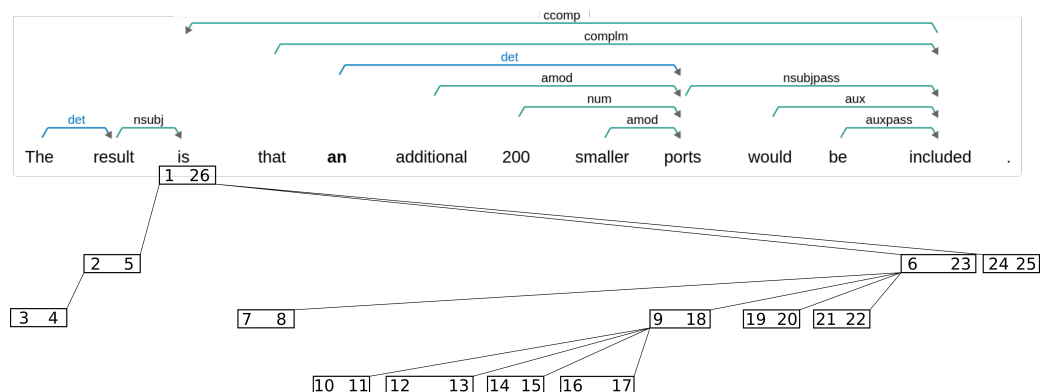 ccomp
complm
det
amod nsubjpass
num aux
det nsubj amod auxpass
The result is that an additional 200 smaller ports would be included .
1 26
2 5 6 23 24 25
3 4 7 8 9 18 19 20 21 22
10 11 12 13 14 15 16 17